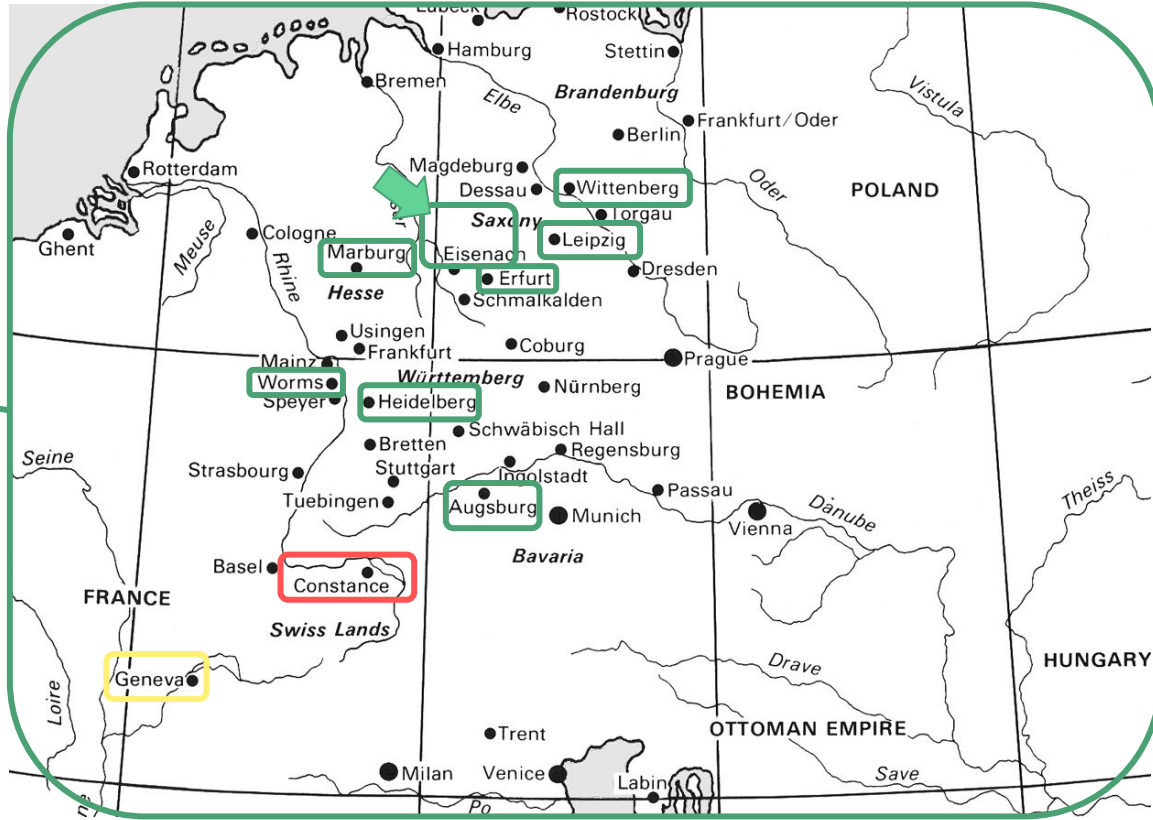 Lübeck
Rostock
Hamburg
Stettin
Bremen
Elbe
Brandenburg
Vistula
Frankfurt/Oder
Berlin
Rotterdam
Magdeburg
Dessau
Wittenberg
Oder
POLAND
Saxony
Torgau
Ghent
Meuse
Cologne
Rhine
Marburg
Leipzig
Eisenach
Erfurt
Dresden
Hesse
Schmalkalden
Usingen
Frankfurt
Coburg
Prague
Mainz
Worms
Württemberg
Nürnberg
BOHEMIA
Speyer
Heidelberg
Schwäbisch Hall
Bretten
Regensburg
Seine
Strasbourg
Stuttgart
Ingolstadt
Tuebingen
Augsburg
Munich
Passau
Vienna
Danube
Theiss
Bavaria
Basel
Constance
FRANCE
Swiss Lands
Geneva
Drave
HUNGARY
Loire
Trent
OTTOMAN EMPIRE
Milan
Venice
Labin
Save
Po